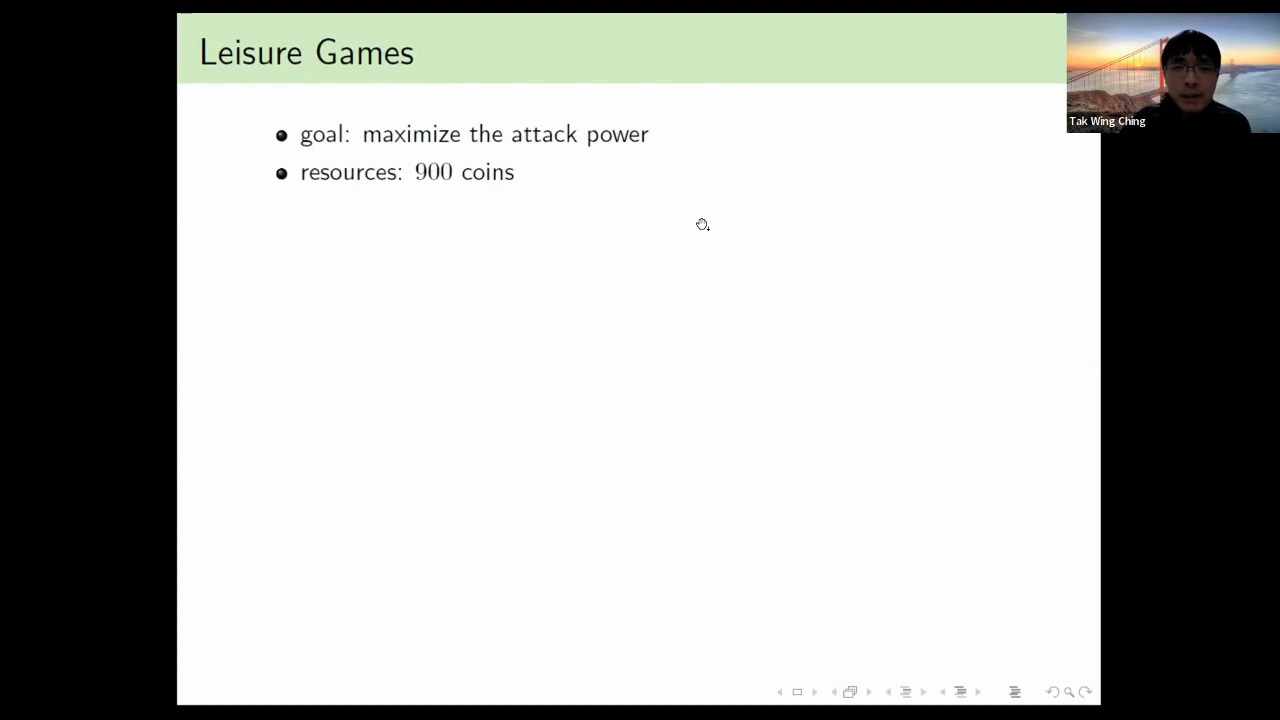 Leisure Games
goal: maximize the attack power
resources: 900 coins
Tak Wing Ching